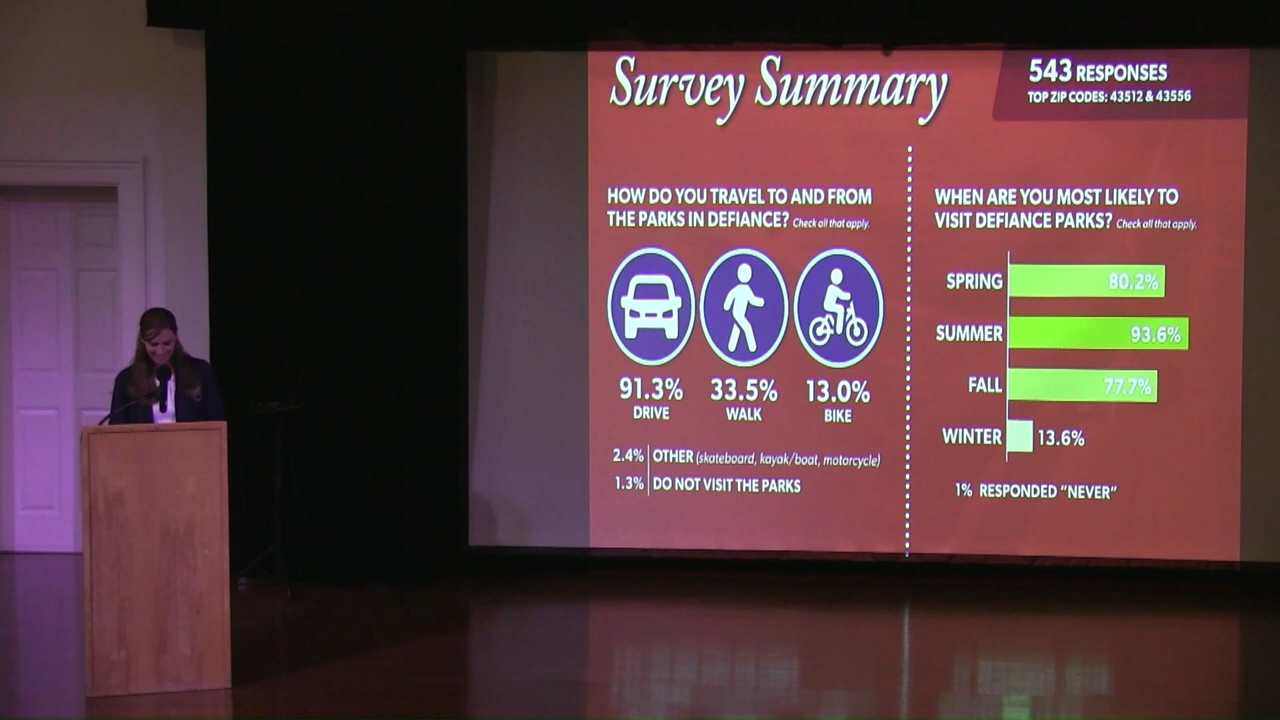 Survey Summary
543 RESPONSES
TOP ZIP CODES: 43512 & 43556
HOW DO YOU TRAVEL TO AND FROM
THE PARKS IN DEFIANCE? Check all that apply.
91.3%
DRIVE
33.5%
WALK
13.0%
BIKE
2.4% OTHER (skateboard, kayak/boat, motorcycle)
1.3% DO NOT VISIT THE PARKS
WHEN ARE YOU MOST LIKELY TO
VISIT DEFIANCE PARKS? Check all that apply.
SPRING 80.2%
SUMMER 93.6%
FALL 77.7%
WINTER 13.6%
1% RESPONDED “NEVER”